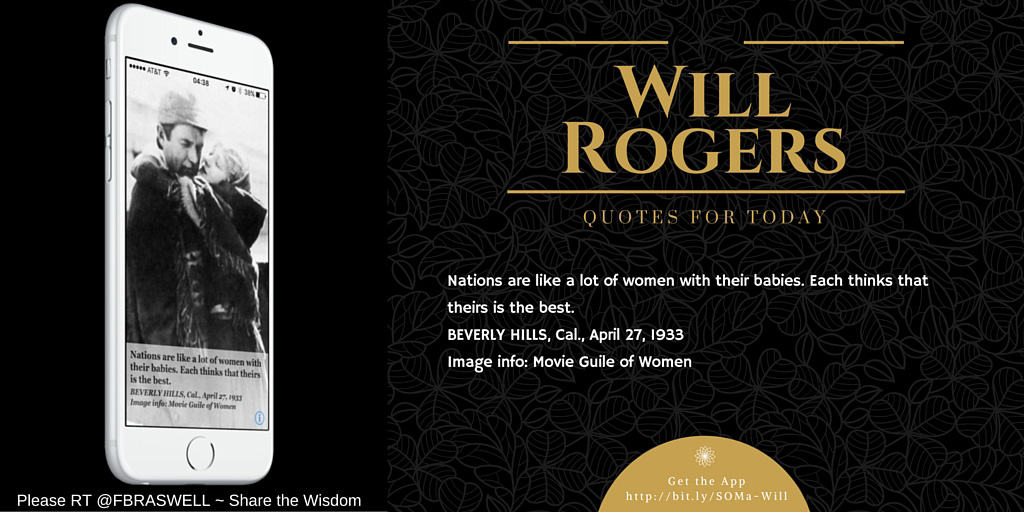 ●●●●● AT&T 04:38 38%
Nations are like a lot of women with
their babies. Each thinks that theirs
is the best.
BEVERLY HILLS, Cal., April 27, 1933
Image info: Movie Guile of Women
Please RT @FBRASWELL ~ Share the Wisdom
WILL
ROGERS
QUOTES FOR TODAY
Nations are like a lot of women with their babies. Each thinks that
theirs is the best.
BEVERLY HILLS, Cal., April 27, 1933
Image info: Movie Guile of Women
Get the App
http://bit.ly/SOMa-Will